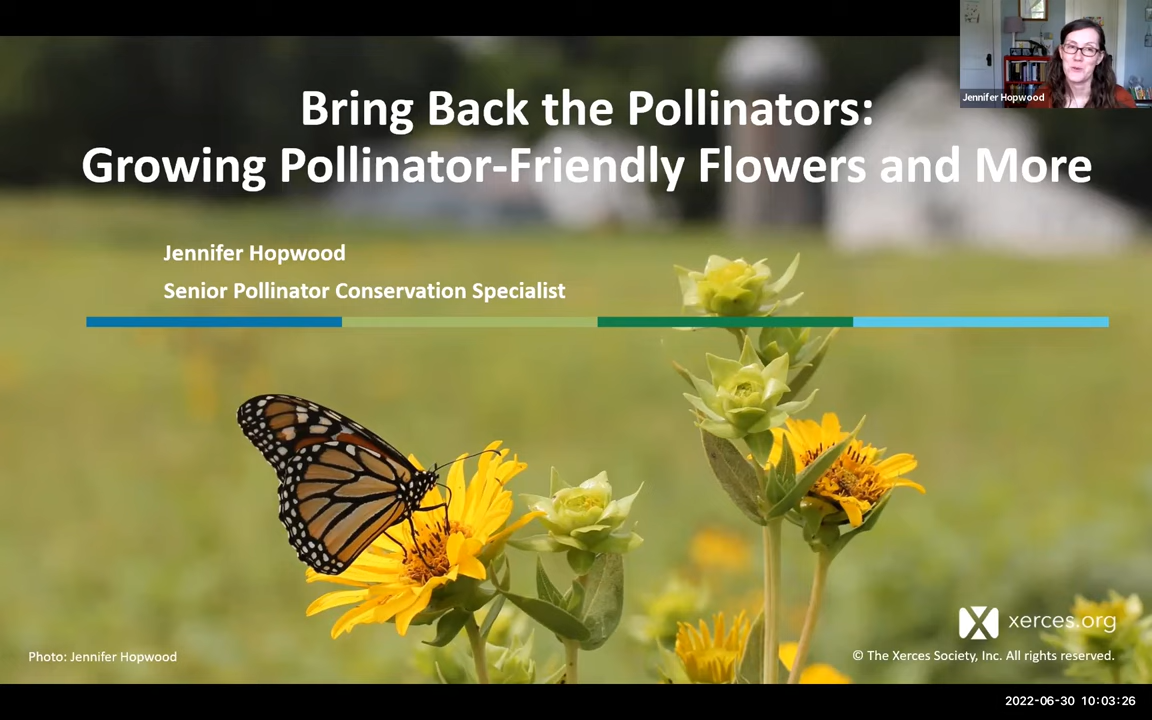 Jennifer Hopwood
Bring Back the Pollinators:
Growing Pollinator-Friendly Flowers and More
Jennifer Hopwood
Senior Pollinator Conservation Specialist
xerces.org
Photo: Jennifer Hopwood
© The Xerces Society, Inc. All rights reserved.
2022-06-30 10:03:26